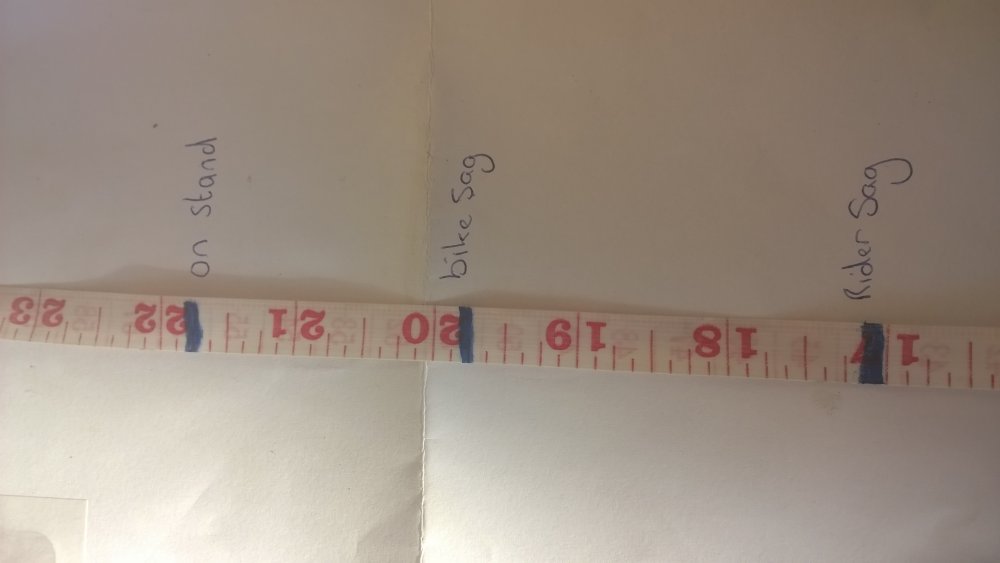 on stand
bike Sag
Rider Sag
23 22 21 20 19 18 17